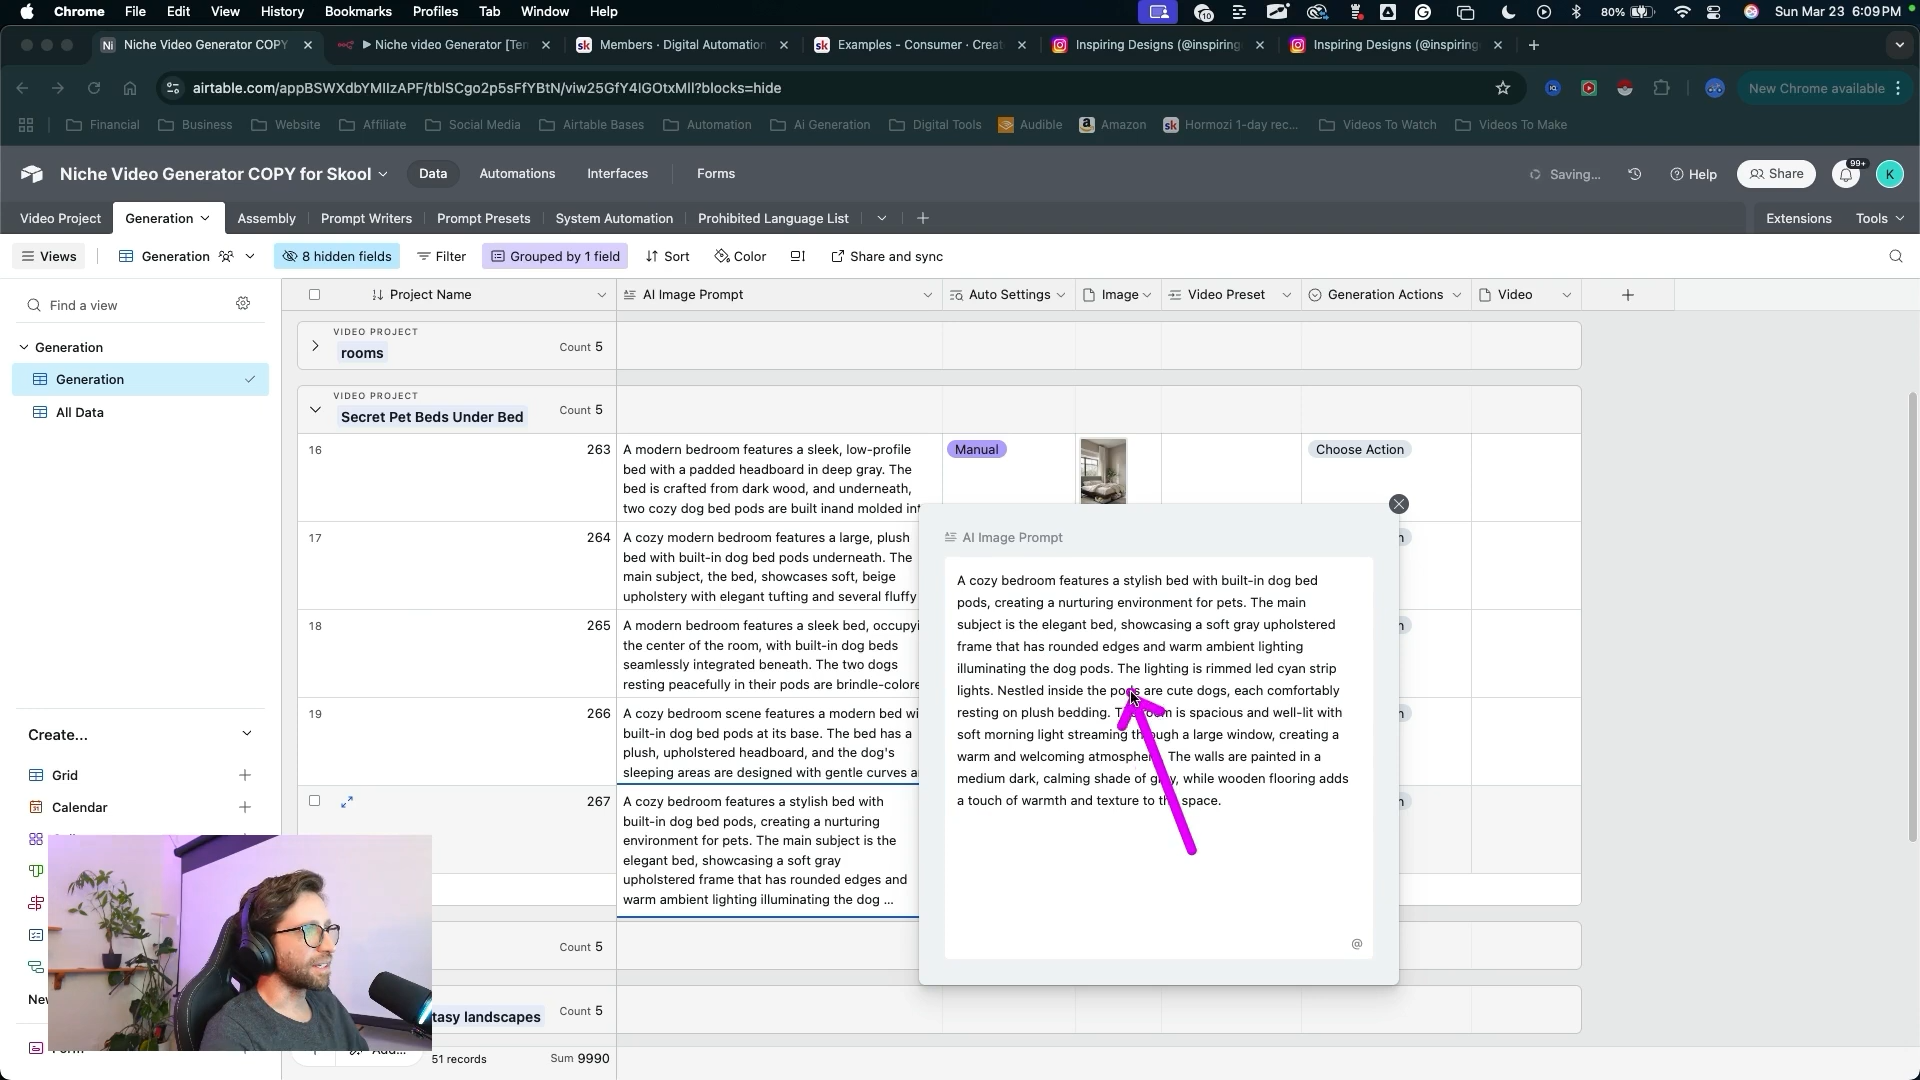 Chrome File Edit View History Bookmarks Profiles Tab Window Help 80% Sun Mar 23 6:09 PM
Niche Video Generator COPY ▶ Niche video Generator [Ten Members · Digital Automation Examples - Consumer · Creat Inspiring Designs (@inspiring Inspiring Designs (@inspiring
airtable.com/appBSWXdbYMIIzAPF/tblSCgo2p5sFfYBtN/viw25GfY4IGOtxMIl?blocks=hide New Chrome available
Financial Business Website Affiliate Social Media Airtable Bases Automation Ai Generation Digital Tools Audible Amazon Hormozi 1-day rec... Videos To Watch Videos To Make
Niche Video Generator COPY for Skool Data Automations Interfaces Forms Saving... Help Share 99+ K
Video Project Generation Assembly Prompt Writers Prompt Presets System Automation Prohibited Language List Extensions Tools
Views Generation 8 hidden fields Filter Grouped by 1 field Sort Color Share and sync
Find a view
Generation
Generation
All Data
Create...
Grid
Calendar
New
Project Name AI Image Prompt Auto Settings Image Video Preset Generation Actions Video
VIDEO PROJECT
rooms Count 5
VIDEO PROJECT
Secret Pet Beds Under Bed Count 5
16 263 A modern bedroom features a sleek, low-profile Manual Choose Action
bed with a padded headboard in deep gray. The
bed is crafted from dark wood, and underneath,
two cozy dog bed pods are built inand molded int
17 264 A cozy modern bedroom features a large, plush
bed with built-in dog bed pods underneath. The
main subject, the bed, showcases soft, beige
upholstery with elegant tufting and several fluffy
18 265 A modern bedroom features a sleek bed, occupyi
the center of the room, with built-in dog beds
seamlessly integrated beneath. The two dogs
resting peacefully in their pods are brindle-colore
19 266 A cozy bedroom scene features a modern bed wi
built-in dog bed pods at its base. The bed has a
plush, upholstered headboard, and the dog's
sleeping areas are designed with gentle curves a
267 A cozy bedroom features a stylish bed with
built-in dog bed pods, creating a nurturing
environment for pets. The main subject is the
elegant bed, showcasing a soft gray
upholstered frame that has rounded edges and
warm ambient lighting illuminating the dog ...
AI Image Prompt
A cozy bedroom features a stylish bed with built-in dog bed
pods, creating a nurturing environment for pets. The main
subject is the elegant bed, showcasing a soft gray upholstered
frame that has rounded edges and warm ambient lighting
illuminating the dog pods. The lighting is rimmed led cyan strip
lights. Nestled inside the pods are cute dogs, each comfortably
resting on plush bedding. The room is spacious and well-lit with
soft morning light streaming through a large window, creating a
warm and welcoming atmosphere. The walls are painted in a
medium dark, calming shade of gray, while wooden flooring adds
a touch of warmth and texture to the space.
@
Count 5
tasy landscapes Count 5
51 records Sum 9990